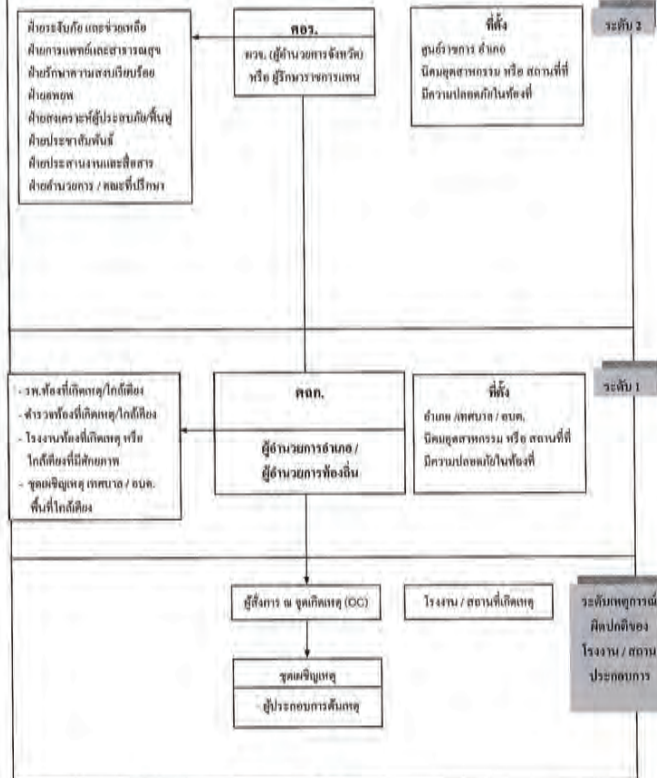 ฝ่ายระงับภัย และช่วยเหลือ
ฝ่ายการแพทย์และสาธารณสุข
ฝ่ายรักษาความสงบเรียบร้อย
ฝ่ายอพยพ
ฝ่ายสงเคราะห์ผู้ประสบภัย/ฟื้นฟู
ฝ่ายประชาสัมพันธ์
ฝ่ายประสานงานและสื่อสาร
ฝ่ายอำนวยการ / คณะที่ปรึกษา
ศอร.
ผวจ. (ผู้อำนวยการจังหวัด)
หรือ ผู้รักษาราชการแทน
ที่ตั้ง
ศูนย์ราชการ อำเภอ
นิคมอุตสาหกรรม หรือ สถานที่ที่
มีความปลอดภัยในท้องที่
ระดับ 2
- รพ.ท้องที่เกิดเหตุ/ใกล้เคียง
- ตำรวจท้องที่เกิดเหตุ/ใกล้เคียง
- โรงงานท้องที่เกิดเหตุ หรือ
ใกล้เคียงที่มีศักยภาพ
- ชุดเผชิญเหตุ เทศบาล / อบต.
พื้นที่ใกล้เคียง
ศฉก.
ผู้อำนวยการอำเภอ /
ผู้อำนวยการท้องถิ่น
ที่ตั้ง
อำเภอ /เทศบาล / อบต.
นิคมอุตสาหกรรม หรือ สถานที่ที่
มีความปลอดภัยในท้องที่
ระดับ 1
ผู้สั่งการ ณ จุดเกิดเหตุ (OC)
โรงงาน / สถานที่เกิดเหตุ
ระดับเหตุการณ์
ผิดปกติของ
โรงงาน / สถาน
ประกอบการ
ชุดเผชิญเหตุ
ผู้ประกอบการต้นเหตุ